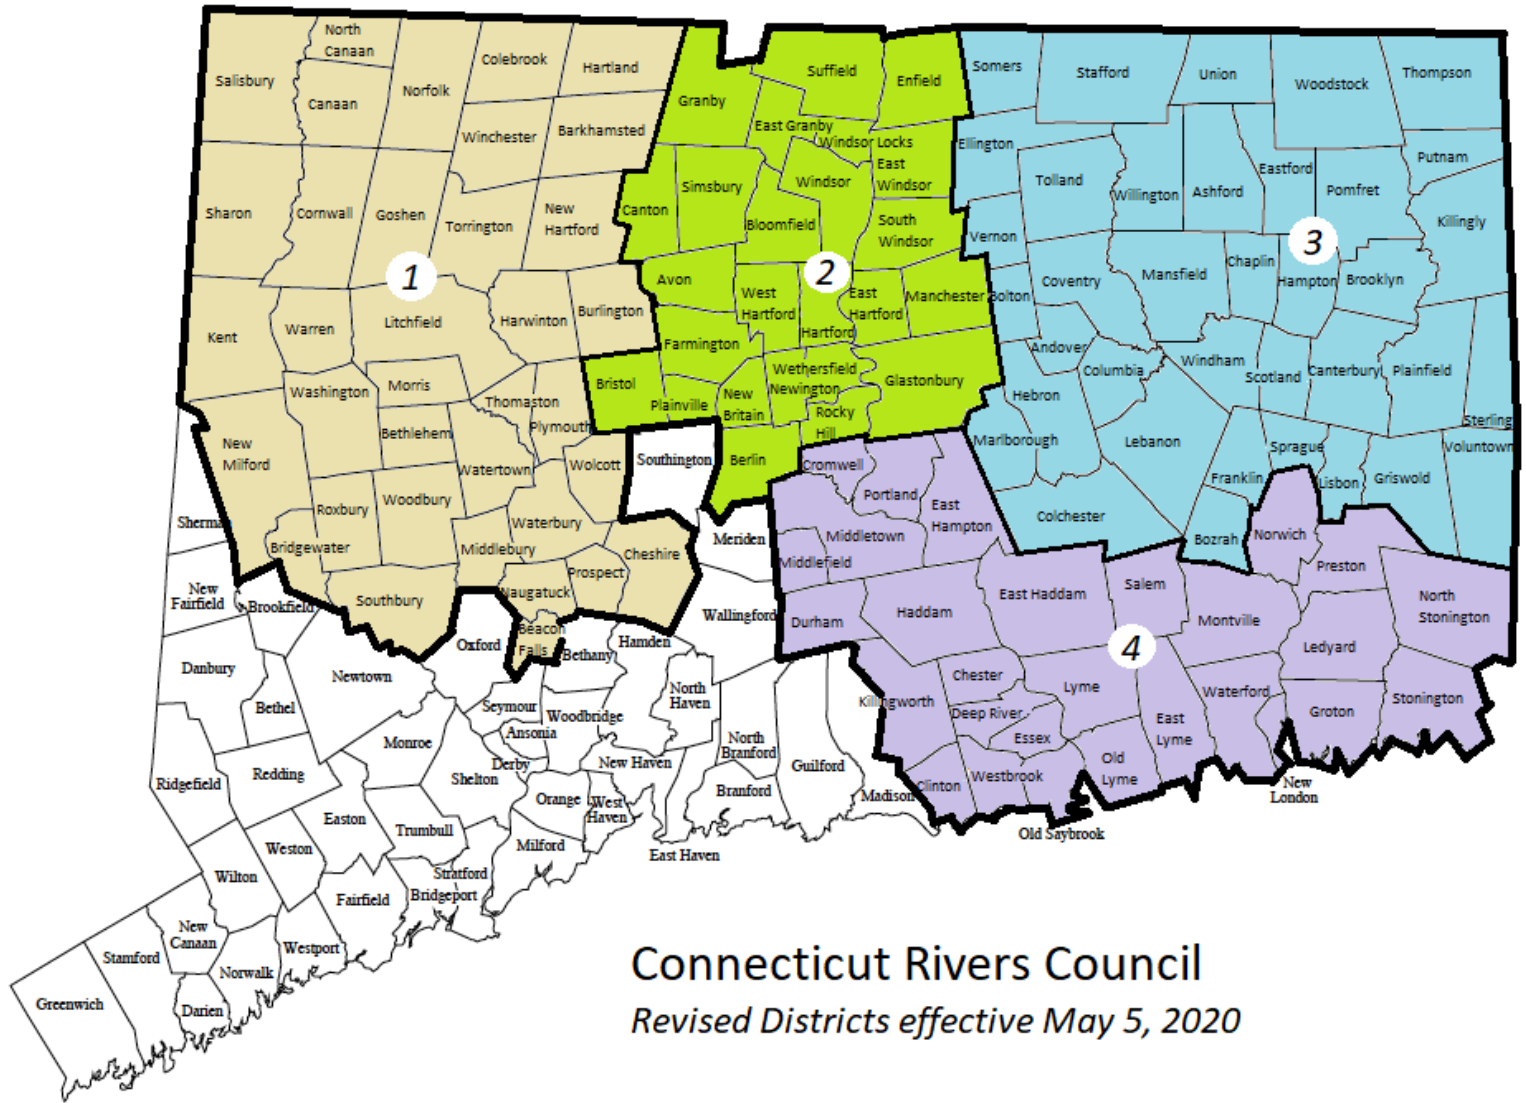 North
Canaan
Salisbury
Canaan
Norfolk
Colebrook
Hartland
Winchester
Barkhamsted
Sharon
Cornwall
Goshen
Torrington
New
Hartford
1
Kent
Warren
Litchfield
Harwinton
Burlington
Washington
Morris
Thomaston
Plymouth
Bethlehem
New
Milford
Watertown
Wolcott
Roxbury
Woodbury
Waterbury
Bridgewater
Middlebury
Cheshire
Prospect
Southbury
Naugatuck
Beacon
Falls
Granby
Suffield
Enfield
East Granby
Windsor Locks
East
Windsor
Simsbury
Windsor
Canton
Bloomfield
South
Windsor
Avon
2
West
Hartford
East
Hartford
Manchester
Hartford
Farmington
Bristol
Plainville
New
Britain
Wethersfield
Newington
Glastonbury
Rocky
Hill
Berlin
Somers
Stafford
Union
Woodstock
Thompson
Ellington
Tolland
Willington
Ashford
Eastford
Pomfret
Putnam
Killingly
Vernon
3
Coventry
Mansfield
Chaplin
Hampton
Brooklyn
Bolton
Andover
Columbia
Windham
Scotland
Canterbury
Plainfield
Hebron
Sterling
Marlborough
Lebanon
Sprague
Voluntown
Franklin
Lisbon
Griswold
Colchester
Bozrah
Cromwell
Portland
East
Hampton
Middletown
Middlefield
Norwich
Preston
Durham
Haddam
East Haddam
Salem
Montville
North
Stonington
4
Ledyard
Killingworth
Chester
Lyme
Waterford
Groton
Stonington
Deep River
Essex
East
Lyme
Clinton
Westbrook
Old
Lyme
New
London
Old Saybrook
Southington
Sherman
Meriden
New
Fairfield
Brookfield
Wallingford
Oxford
Bethany
Hamden
Danbury
Newtown
Bethel
Seymour
Woodbridge
North
Haven
Ansonia
Monroe
Derby
New Haven
North
Branford
Guilford
Ridgefield
Redding
Shelton
Orange
West
Haven
Branford
Madison
Easton
Trumbull
Weston
Milford
East Haven
Wilton
Stratford
Fairfield
Bridgeport
New
Canaan
Stamford
Westport
Norwalk
Greenwich
Darien
Connecticut Rivers Council
Revised Districts effective May 5, 2020